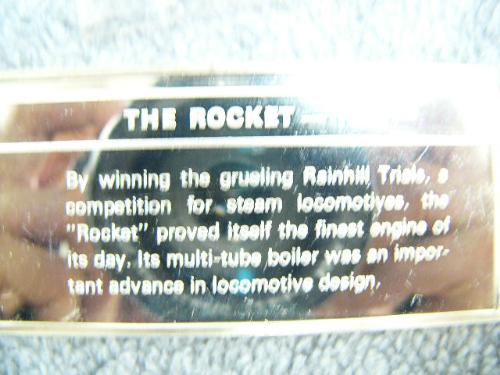 THE ROCKET
By winning the grueling Rainhill Trials, a
competition for steam locomotives, the
"Rocket" proved itself the finest engine of
its day. Its multi-tube boiler was an impor-
tant advance in locomotive design.